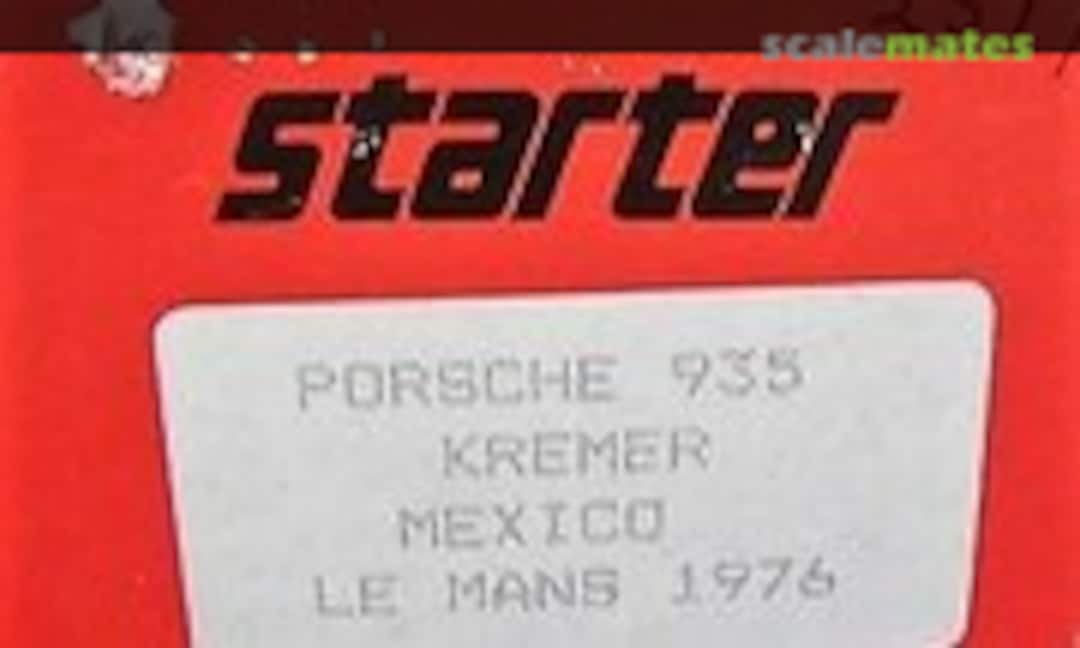 scalemates
starter
PORSCHE 935
KREMER
MEXICO
LE MANS 1976